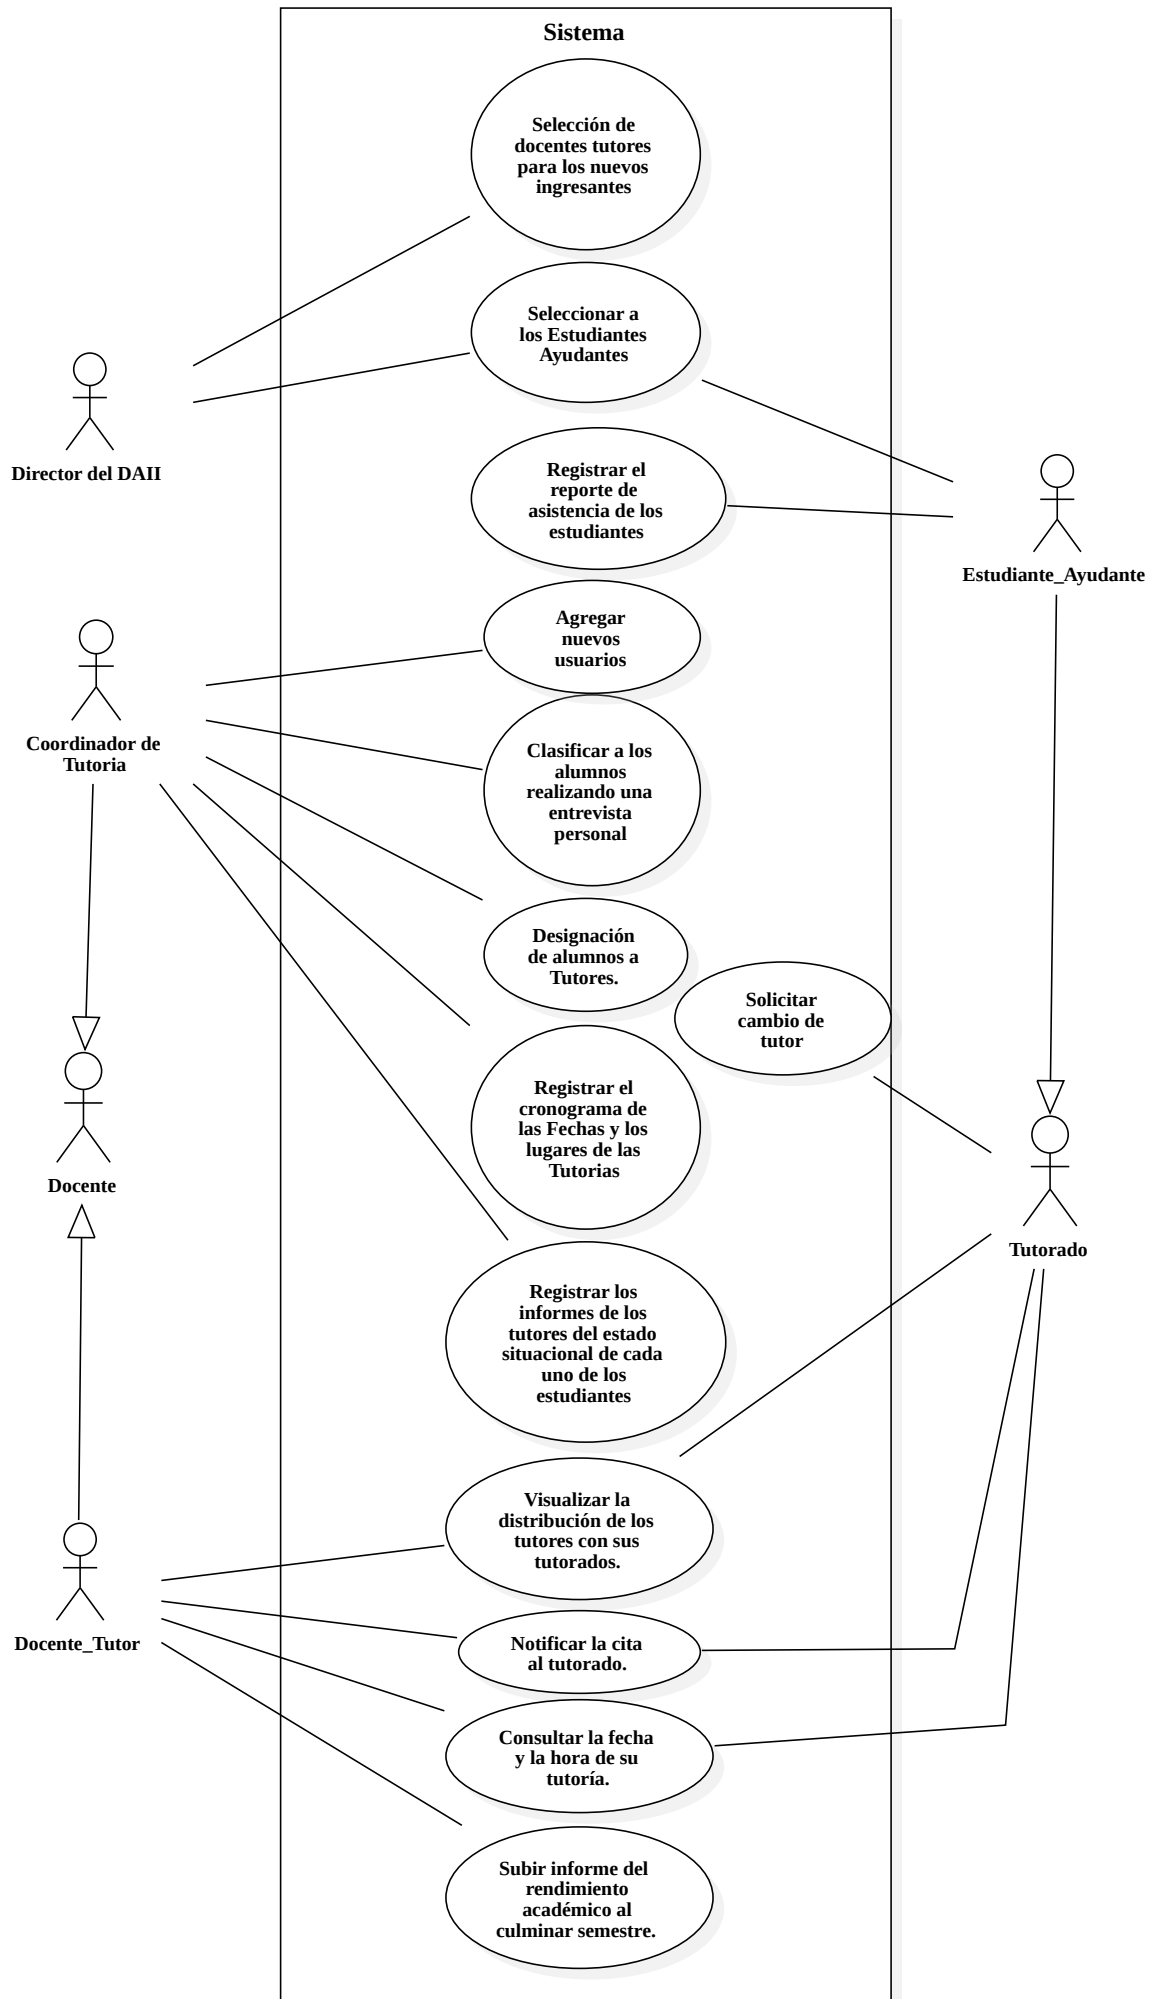 Sistema
Selección de
docentes tutores
para los nuevos
ingresantes
Seleccionar a
los Estudiantes
Ayudantes
Director del DAII
Registrar el
reporte de
asistencia de los
estudiantes
Estudiante_Ayudante
Agregar
nuevos
usuarios
Coordinador de
Tutoria
Clasificar a los
alumnos
realizando una
entrevista
personal
Designación
de alumnos a
Tutores.
Solicitar
cambio de
tutor
Registrar el
cronograma de
las Fechas y los
lugares de las
Tutorias
Docente
Tutorado
Registrar los
informes de los
tutores del estado
situacional de cada
uno de los
estudiantes
Visualizar la
distribución de los
tutores con sus
tutorados.
Docente_Tutor
Notificar la cita
al tutorado.
Consultar la fecha
y la hora de su
tutoría.
Subir informe del
rendimiento
académico al
culminar semestre.